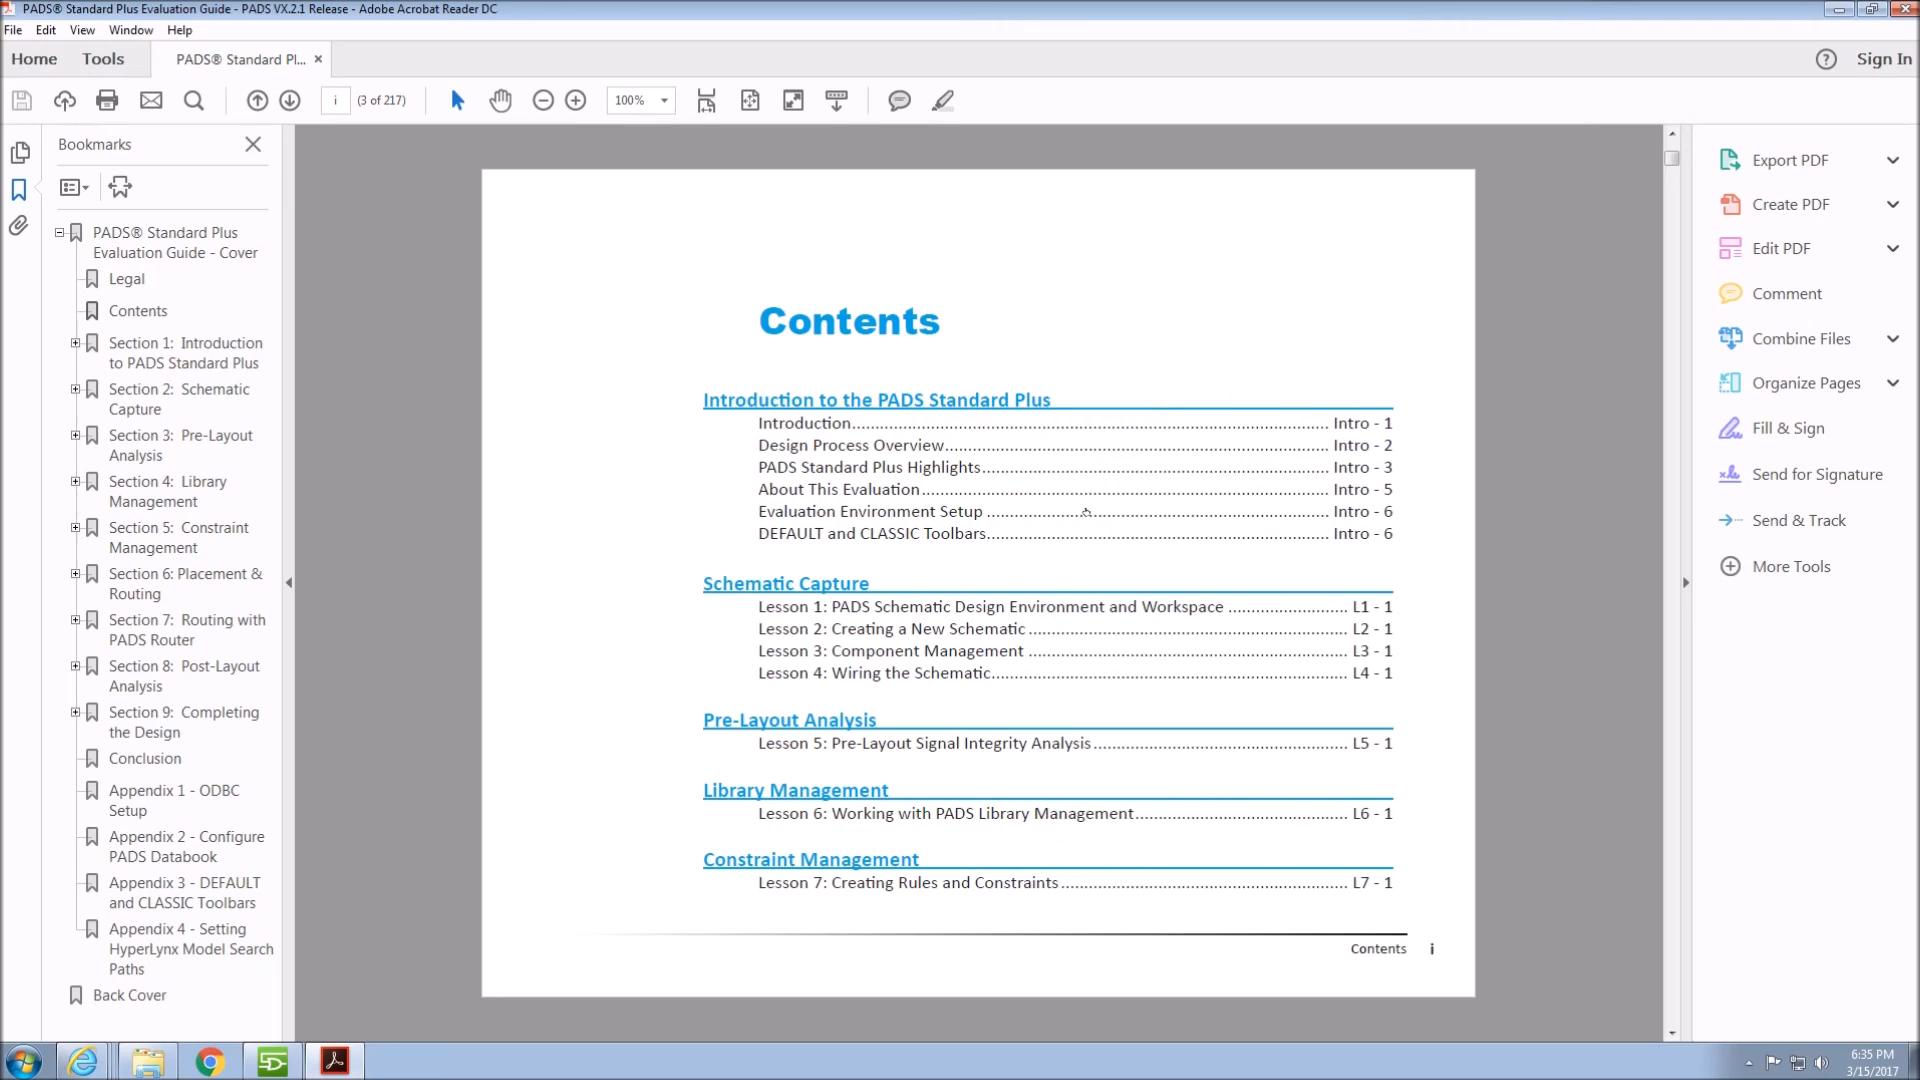 PADS® Standard Plus Evaluation Guide - PADS VX.2.1 Release - Adobe Acrobat Reader DC
File Edit View Window Help
Home Tools PADS® Standard Pl... × Sign In
i (3 of 217) 100%
Bookmarks
PADS® Standard Plus
Evaluation Guide - Cover
Legal
Contents
Section 1: Introduction
to PADS Standard Plus
Section 2: Schematic
Capture
Section 3: Pre-Layout
Analysis
Section 4: Library
Management
Section 5: Constraint
Management
Section 6: Placement &
Routing
Section 7: Routing with
PADS Router
Section 8: Post-Layout
Analysis
Section 9: Completing
the Design
Conclusion
Appendix 1 - ODBC
Setup
Appendix 2 - Configure
PADS Databook
Appendix 3 - DEFAULT
and CLASSIC Toolbars
Appendix 4 - Setting
HyperLynx Model Search
Paths
Back Cover
Contents
Introduction to the PADS Standard Plus
Introduction........ Intro - 1
Design Process Overview........ Intro - 2
PADS Standard Plus Highlights........ Intro - 3
About This Evaluation........ Intro - 5
Evaluation Environment Setup ........ Intro - 6
DEFAULT and CLASSIC Toolbars........ Intro - 6
Schematic Capture
Lesson 1: PADS Schematic Design Environment and Workspace ........ L1 - 1
Lesson 2: Creating a New Schematic ........ L2 - 1
Lesson 3: Component Management ........ L3 - 1
Lesson 4: Wiring the Schematic........ L4 - 1
Pre-Layout Analysis
Lesson 5: Pre-Layout Signal Integrity Analysis ........ L5 - 1
Library Management
Lesson 6: Working with PADS Library Management........ L6 - 1
Constraint Management
Lesson 7: Creating Rules and Constraints ........ L7 - 1
Contents i
Export PDF
Create PDF
Edit PDF
Comment
Combine Files
Organize Pages
Fill & Sign
Send for Signature
Send & Track
More Tools
6:35 PM
3/15/2017